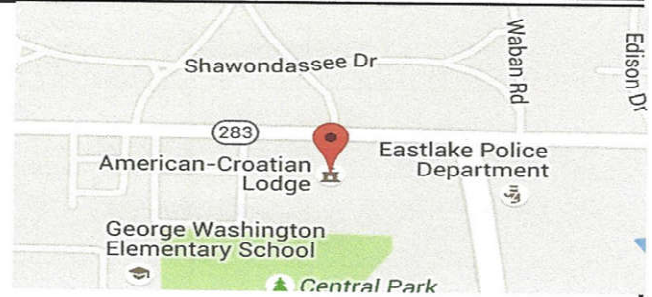 Shawondassee Dr
Waban Rd
Edison Dr
283
American-Croatian
Lodge
Eastlake Police
Department
George Washington
Elementary School
Central Park